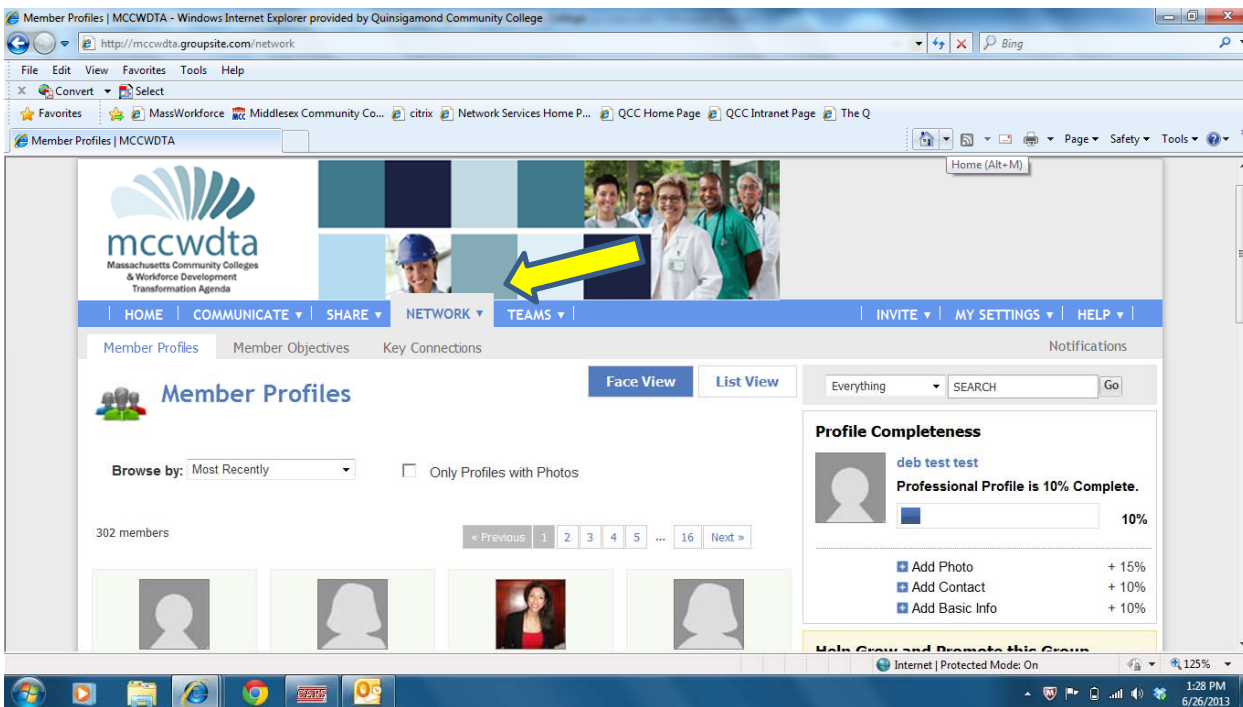 Member Profiles | MCCWDTA - Windows Internet Explorer provided by Quinsigamond Community College
http://mccwdta.groupsite.com/network
Bing
File Edit View Favorites Tools Help
X Convert Select
Favorites MassWorkforce Middlesex Community Co... citrix Network Services Home P... QCC Home Page QCC Intranet Page The Q
Member Profiles | MCCWDTA
Page Safety Tools
Home (Alt+M)
mccwdta
Massachusetts Community Colleges
& Workforce Development
Transformation Agenda
HOME COMMUNICATE SHARE NETWORK TEAMS INVITE MY SETTINGS HELP
Member Profiles Member Objectives Key Connections Notifications
Member Profiles
Face View List View
Everything SEARCH Go
Profile Completeness
deb test test
Professional Profile is 10% Complete.
10%
Browse by: Most Recently Only Profiles with Photos
302 members
« Previous 1 2 3 4 5 ... 16 Next »
Add Photo + 15%
Add Contact + 10%
Add Basic Info + 10%
Help Grow and Promote this Group
Internet | Protected Mode: On 125%
1:28 PM
6/26/2013